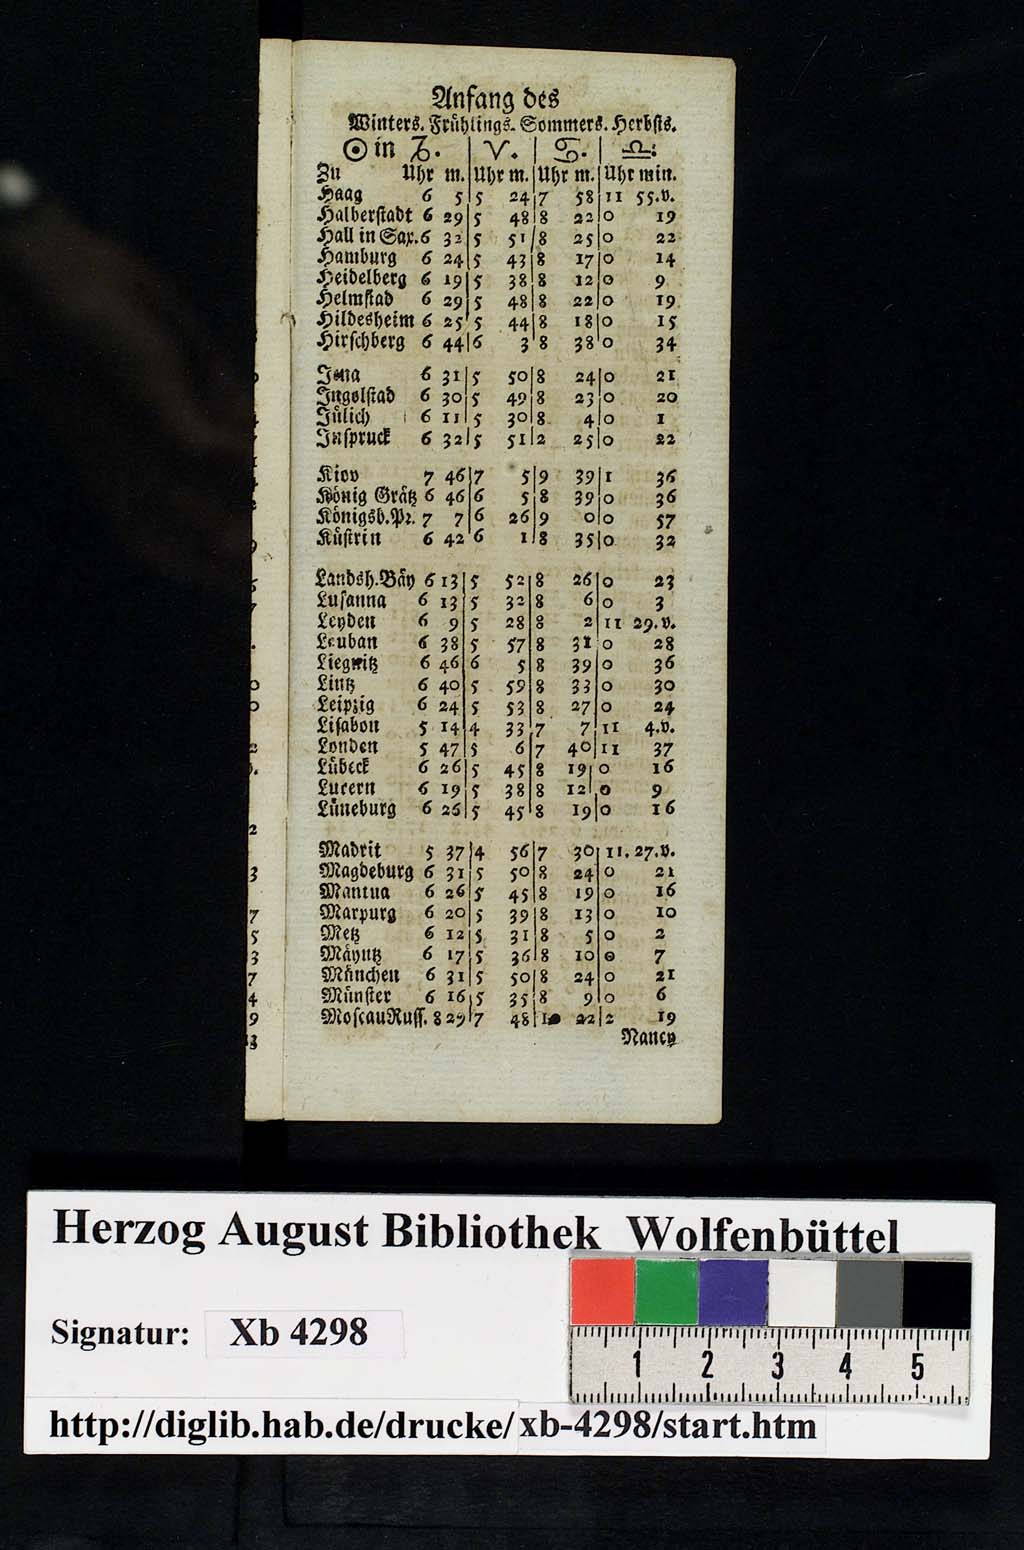 Anfang des
Winters. Frühlings. Sommers. Herbsts.
☉ in ♑. | ♈. | ♋. | ♎.
Zu Uhr m. | Uhr m. | Uhr m. | Uhr min.
Haag 6 5 | 5 24 | 7 58 | 11 55.v.
Halberstadt 6 29 | 5 48 | 8 22 | 0 19
Hall in Sax. 6 32 | 5 51 | 8 25 | 0 22
Hamburg 6 24 | 5 43 | 8 17 | 0 14
Heidelberg 6 19 | 5 38 | 8 12 | 0 9
Helmstad 6 29 | 5 48 | 8 22 | 0 19
Hildesheim 6 25 | 5 44 | 8 18 | 0 15
Hirschberg 6 44 | 6 3 | 8 38 | 0 34
Jena 6 31 | 5 50 | 8 24 | 0 21
Ingolstad 6 30 | 5 49 | 8 23 | 0 20
Jülich 6 11 | 5 30 | 8 4 | 0 1
Inspruck 6 32 | 5 51 | 2 25 | 0 22
Kiov 7 46 | 7 5 | 9 39 | 1 36
König Grätz 6 46 | 6 5 | 8 39 | 0 36
Königsb.Pr. 7 7 | 6 26 | 9 0 | 0 57
Küstrin 6 42 | 6 1 | 8 35 | 0 32
Landsh.Bäy 6 13 | 5 52 | 8 26 | 0 23
Lusanna 6 13 | 5 32 | 8 6 | 0 3
Leyden 6 9 | 5 28 | 8 2 | 11 29.v.
Leuban 6 38 | 5 57 | 8 31 | 0 28
Liegnitz 6 46 | 6 5 | 8 39 | 0 36
Lintz 6 40 | 5 59 | 8 33 | 0 30
Leipzig 6 24 | 5 53 | 8 27 | 0 24
Lisabon 5 14 | 4 33 | 7 7 | 11 4.v.
Londen 5 47 | 5 6 | 7 40 | 11 37
Lübeck 6 26 | 5 45 | 8 19 | 0 16
Lucern 6 19 | 5 38 | 8 12 | 0 9
Lüneburg 6 26 | 5 45 | 8 19 | 0 16
Madrit 5 37 | 4 56 | 7 30 | 11. 27.v.
Magdeburg 6 31 | 5 50 | 8 24 | 0 21
Mantua 6 26 | 5 45 | 8 19 | 0 16
Marpurg 6 20 | 5 39 | 8 13 | 0 10
Metz 6 12 | 5 31 | 8 5 | 0 2
Mäyntz 6 17 | 5 36 | 8 10 | 0 7
München 6 31 | 5 50 | 8 24 | 0 21
Münster 6 16 | 5 35 | 8 9 | 0 6
MoscauRuss. 8 29 | 7 48 | 10 22 | 2 19
Nancy
Herzog August Bibliothek Wolfenbüttel
Signatur: Xb 4298
1 2 3 4 5
http://diglib.hab.de/drucke/xb-4298/start.htm